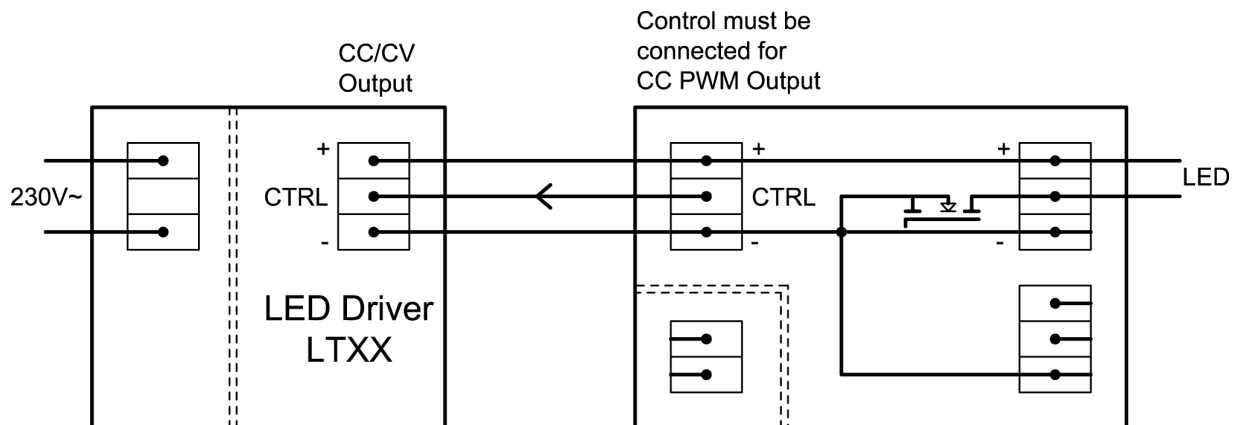 Control must be
connected for
CC PWM Output
CC/CV
Output
+
+
+
230V~
CTRL
CTRL
LED
-
-
-
LED Driver
LTXX